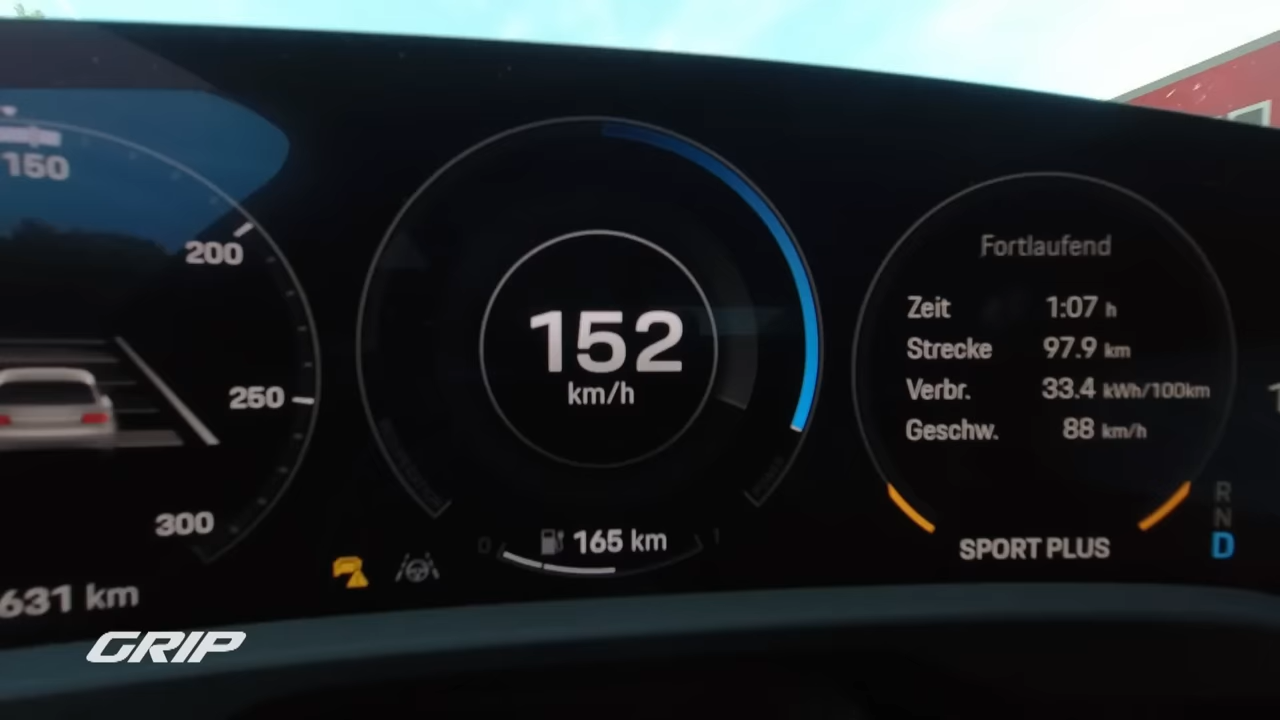 150
200
250
300
631 km
152
km/h
0
165 km
1
Fortlaufend
Zeit 1:07 h
Strecke 97.9 km
Verbr. 33.4 kWh/100km
Geschw. 88 km/h
SPORT PLUS
R
N
D
GRIP